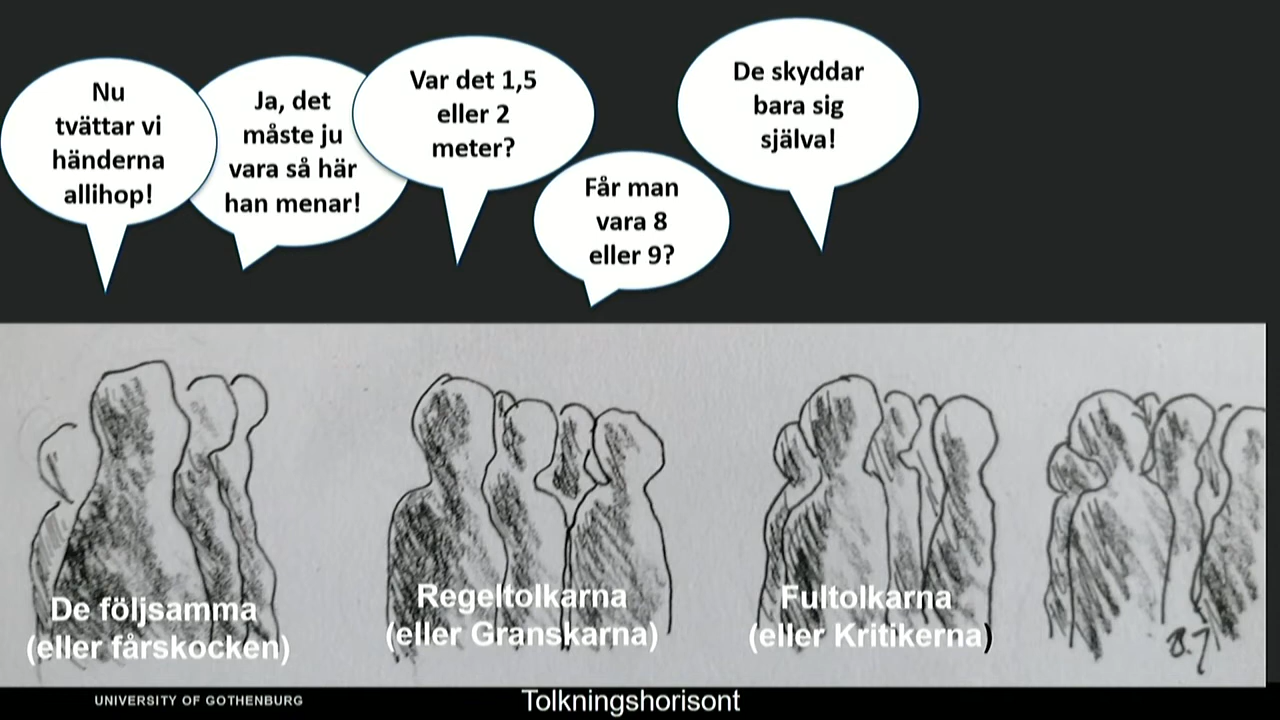 Nu
tvättar vi
händerna
allihop!
Ja, det
måste ju
vara så här
han menar!
Var det 1,5
eller 2
meter?
Får man
vara 8
eller 9?
De skyddar
bara sig
själva!
De följsamma
(eller fårskocken)
Regeltolkarna
(eller Granskarna)
Fultolkarna
(eller Kritikerna)
UNIVERSITY OF GOTHENBURG
Tolkningshorisont